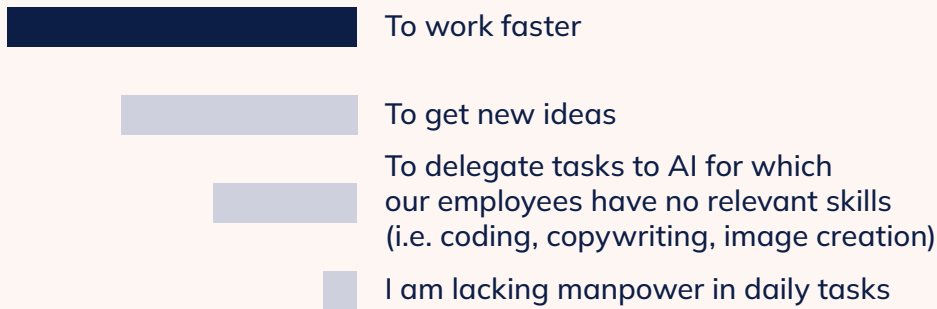 To work faster
To get new ideas
To delegate tasks to AI for which
our employees have no relevant skills
(i.e. coding, copywriting, image creation)
I am lacking manpower in daily tasks